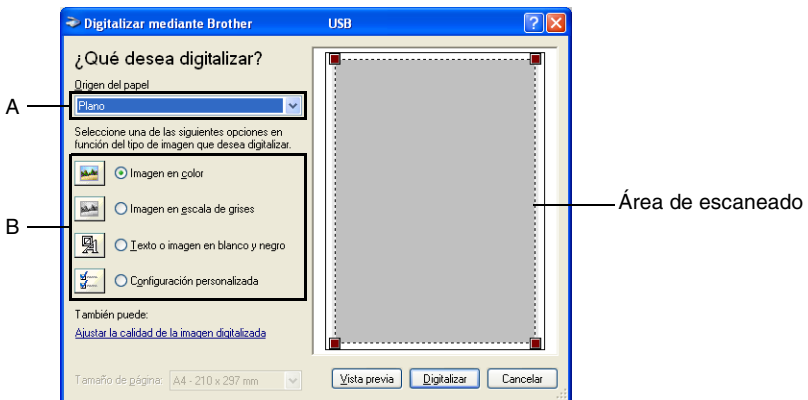 Digitalizar mediante Brother USB
¿Qué desea digitalizar?
Origen del papel
A
Plano
Seleccione una de las siguientes opciones en
función del tipo de imagen que desea digitalizar.
B
Imagen en color
Imagen en escala de grises
Texto o imagen en blanco y negro
Configuración personalizada
También puede:
Ajustar la calidad de la imagen digitalizada
Tamaño de página: A4 - 210 x 297 mm
Área de escaneado
Vista previa Digitalizar Cancelar